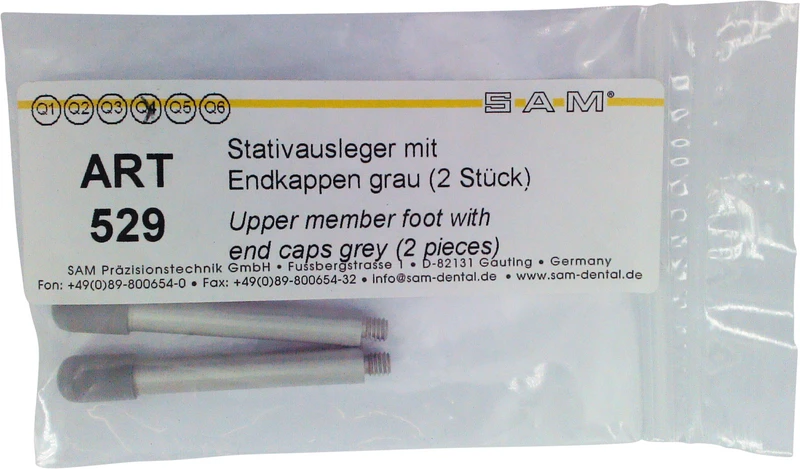 Q1 Q2 Q3 Q4 Q5 Q6 S-A-M®
ART
529
Stativausleger mit
Endkappen grau (2 Stück)
Upper member foot with
end caps grey (2 pieces)
SAM Präzisionstechnik GmbH • Fussbergstrasse 1 • D-82131 Gauting • Germany
Fon: +49(0)89-800654-0 • Fax: +49(0)89-800654-32 • info@sam-dental.de • www.sam-dental.de